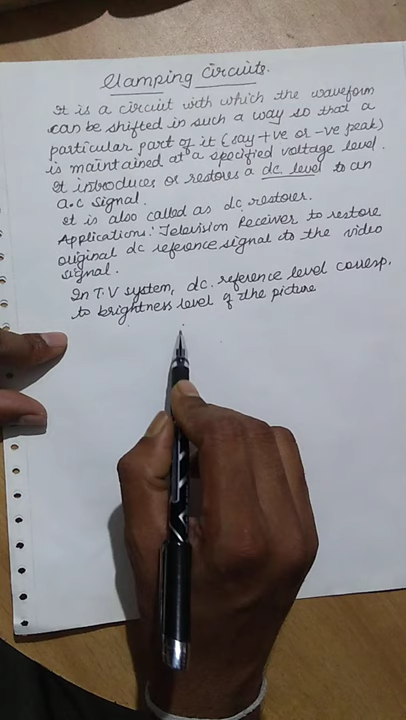 Clamping Circuits.
It is a circuit with which the waveform
can be shifted in such a way so that a
particular part of it (say +ve or -ve peak)
is maintained at a specified voltage level.
It introduces or restores a dc level to an
a.c signal.
It is also called as dc restorer.
Applications: Television Receiver to restore
original dc reference signal to the video
signal.
In T.V system, dc. reference level corresp.
to brightness level of the picture